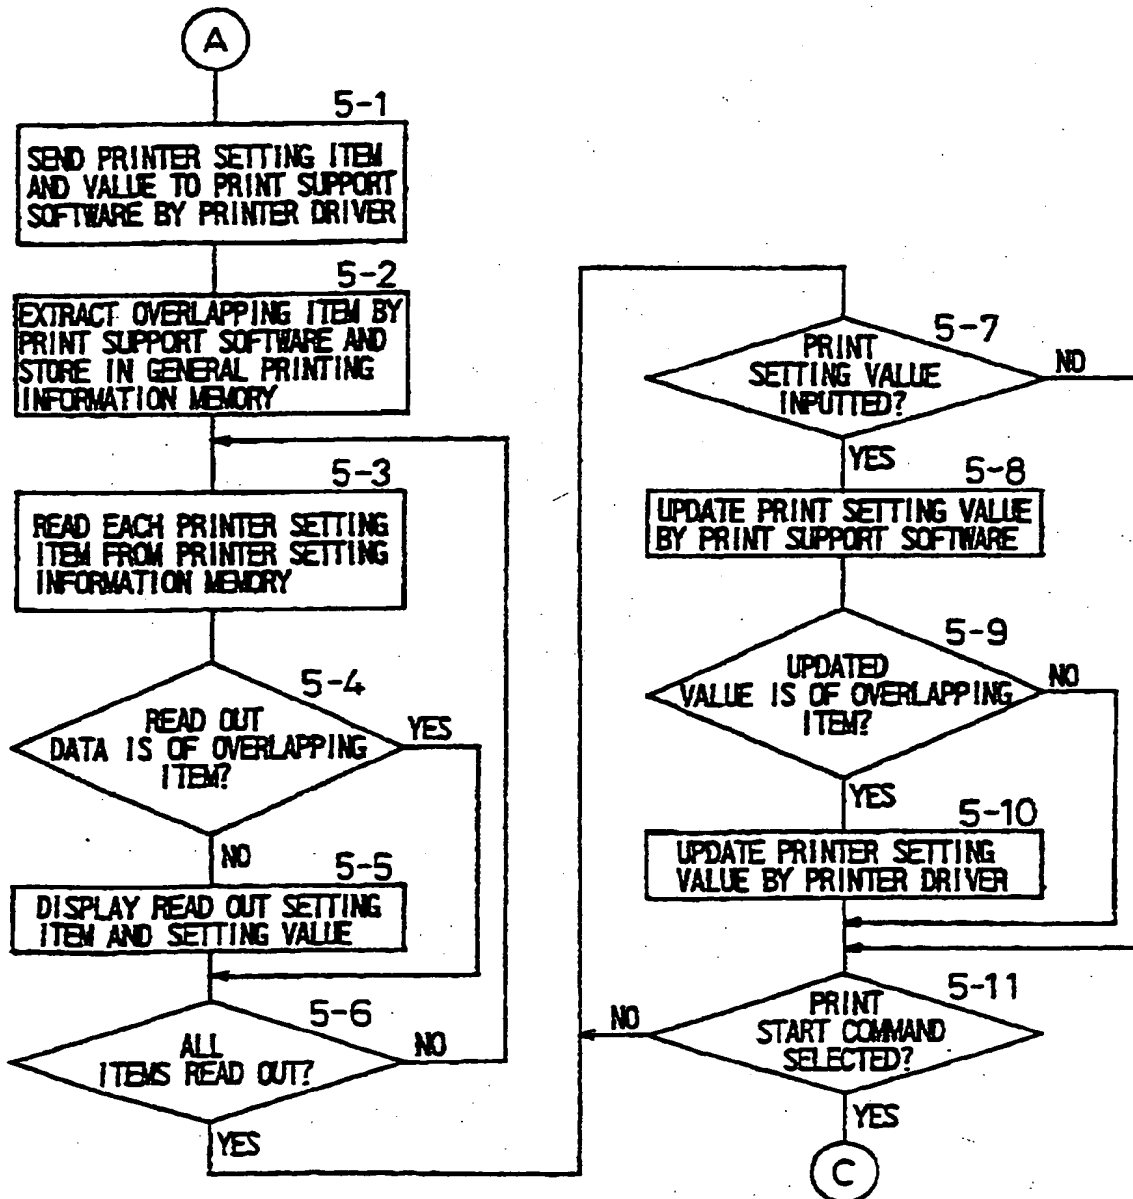 A
5-1
SEND PRINTER SETTING ITEM
AND VALUE TO PRINT SUPPORT
SOFTWARE BY PRINTER DRIVER
5-2
EXTRACT OVERLAPPING ITEM BY
PRINT SUPPORT SOFTWARE AND
STORE IN GENERAL PRINTING
INFORMATION MEMORY
5-3
READ EACH PRINTER SETTING
ITEM FROM PRINTER SETTING
INFORMATION MEMORY
5-4
READ OUT
DATA IS OF OVERLAPPING
ITEM?
YES
NO
5-5
DISPLAY READ OUT SETTING
ITEM AND SETTING VALUE
5-6
ALL
ITEMS READ OUT?
NO
YES
5-7
PRINT
SETTING VALUE
INPUTTED?
NO
YES
5-8
UPDATE PRINT SETTING VALUE
BY PRINT SUPPORT SOFTWARE
5-9
UPDATED
VALUE IS OF OVERLAPPING
ITEM?
NO
YES
5-10
UPDATE PRINTER SETTING
VALUE BY PRINTER DRIVER
5-11
PRINT
START COMMAND
SELECTED?
NO
YES
C